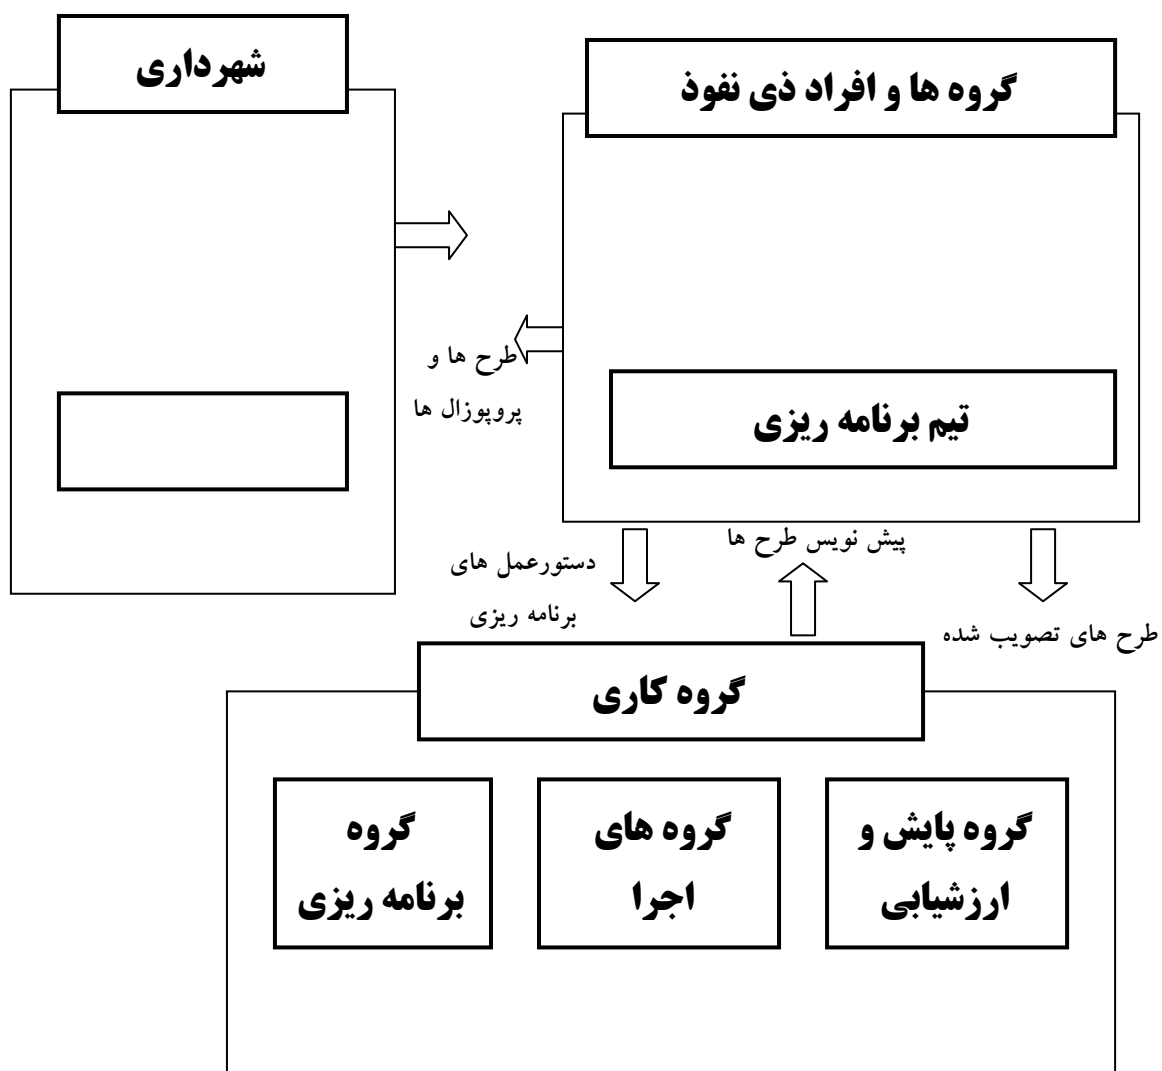 شهرداری
گروه ها و افراد ذی نفوذ
طرح ها و
پروپوزال ها
تیم برنامه ریزی
پیش نویس طرح ها
دستورعمل های
برنامه ریزی
طرح های تصویب شده
گروه کاری
گروه پایش و
ارزشیابی
گروه های
اجرا
گروه
برنامه ریزی